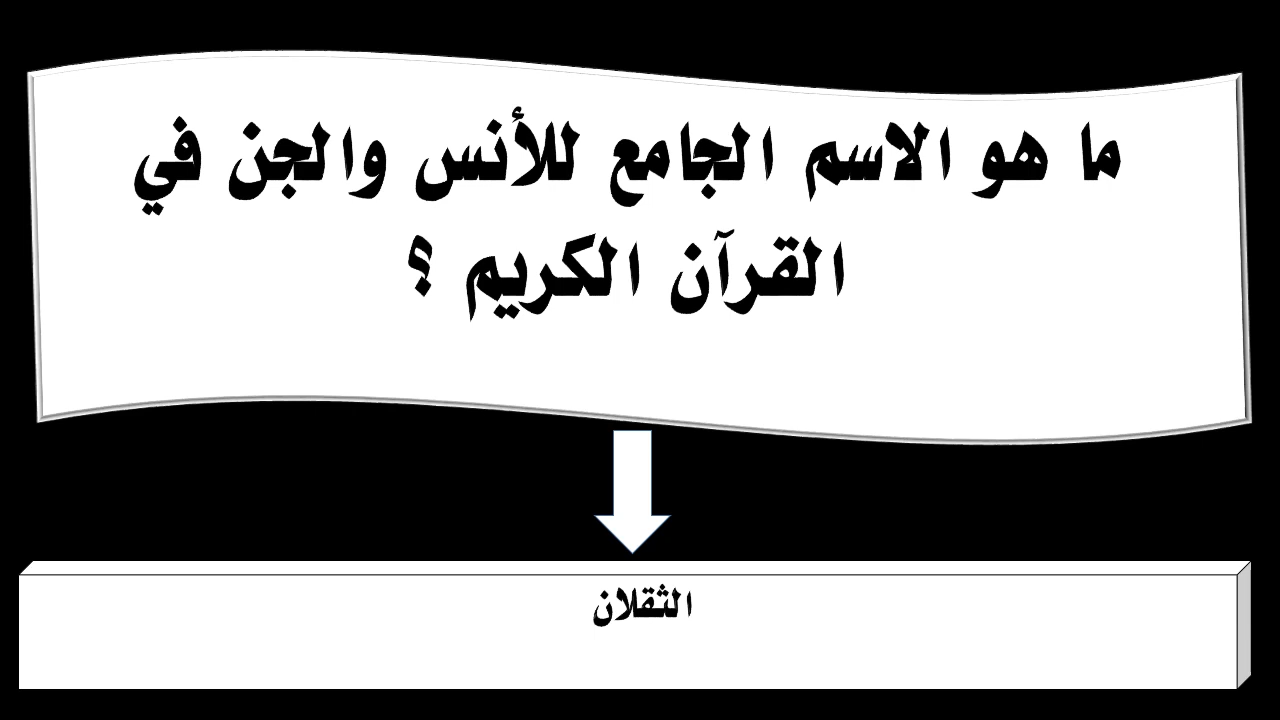 ما هو الاسم الجامع للأنس والجن في
القرآن الكريم ؟
الثقلان